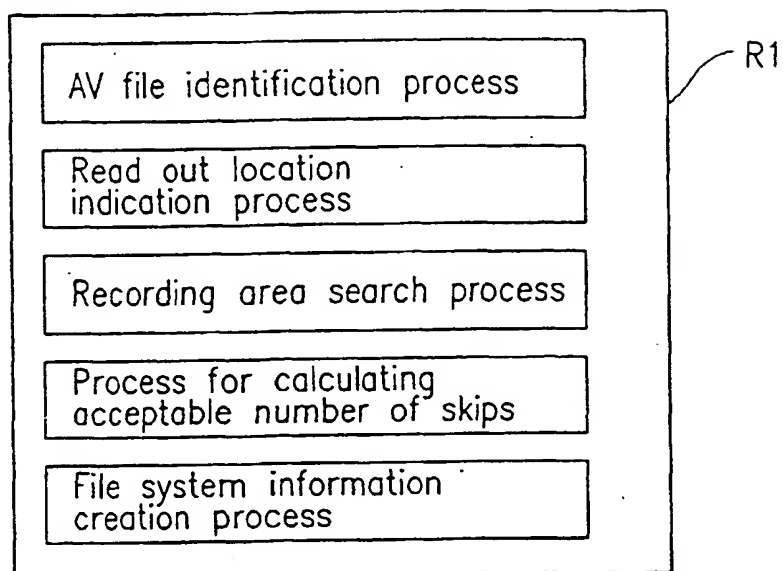 AV file identification process
R1
Read out location
indication process
Recording area search process
Process for calculating
acceptable number of skips
File system information
creation process